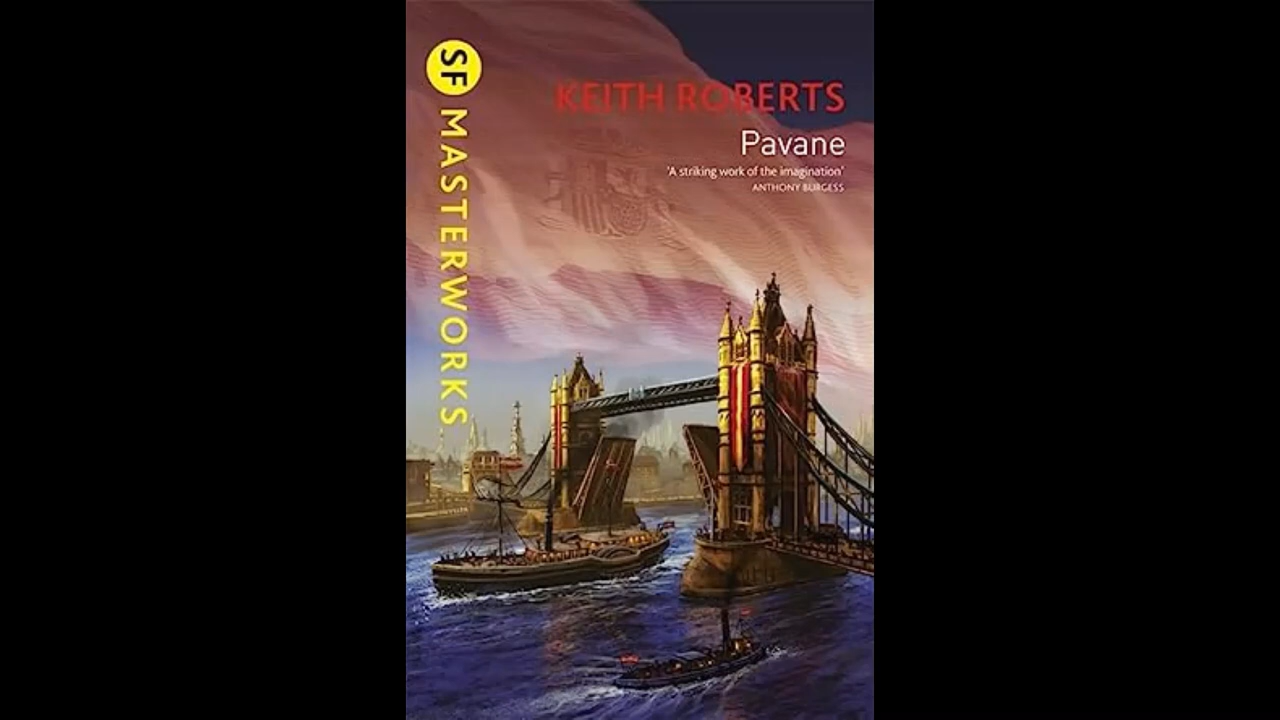 SF MASTERWORKS
KEITH ROBERTS
Pavane
'A striking work of the imagination'
ANTHONY BURGESS